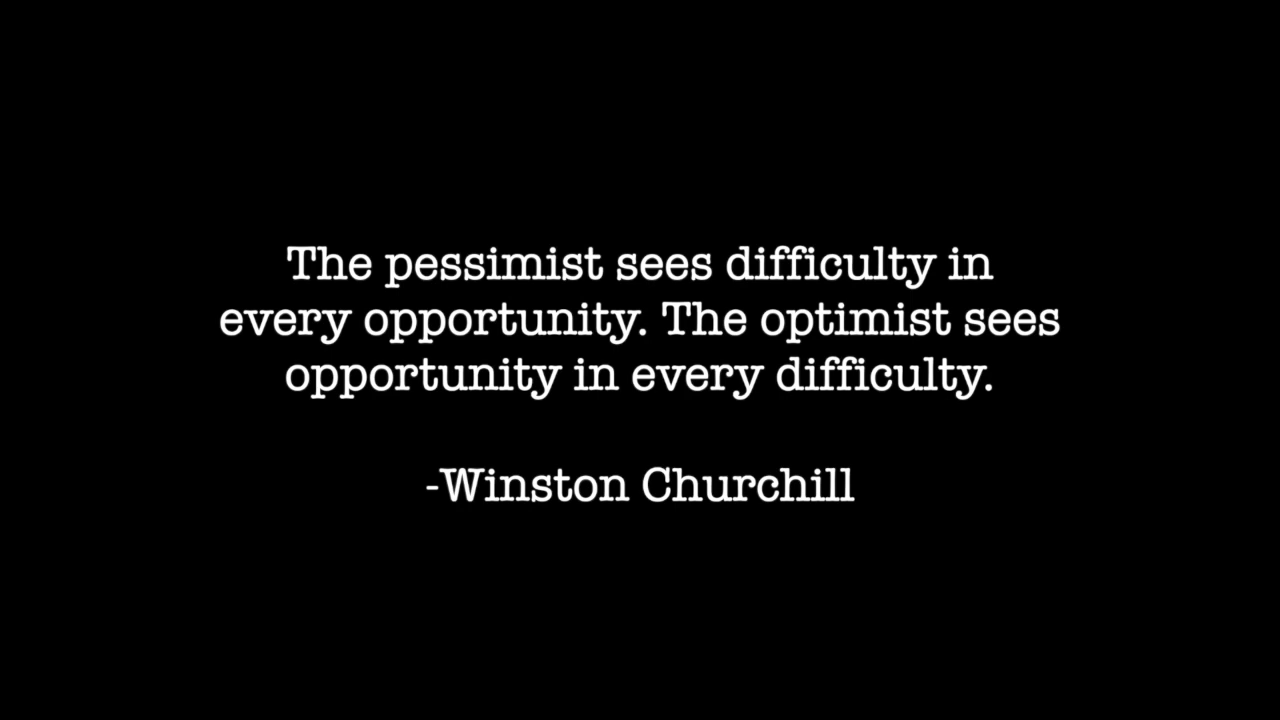 The pessimist sees difficulty in
every opportunity. The optimist sees
opportunity in every difficulty.
-Winston Churchill